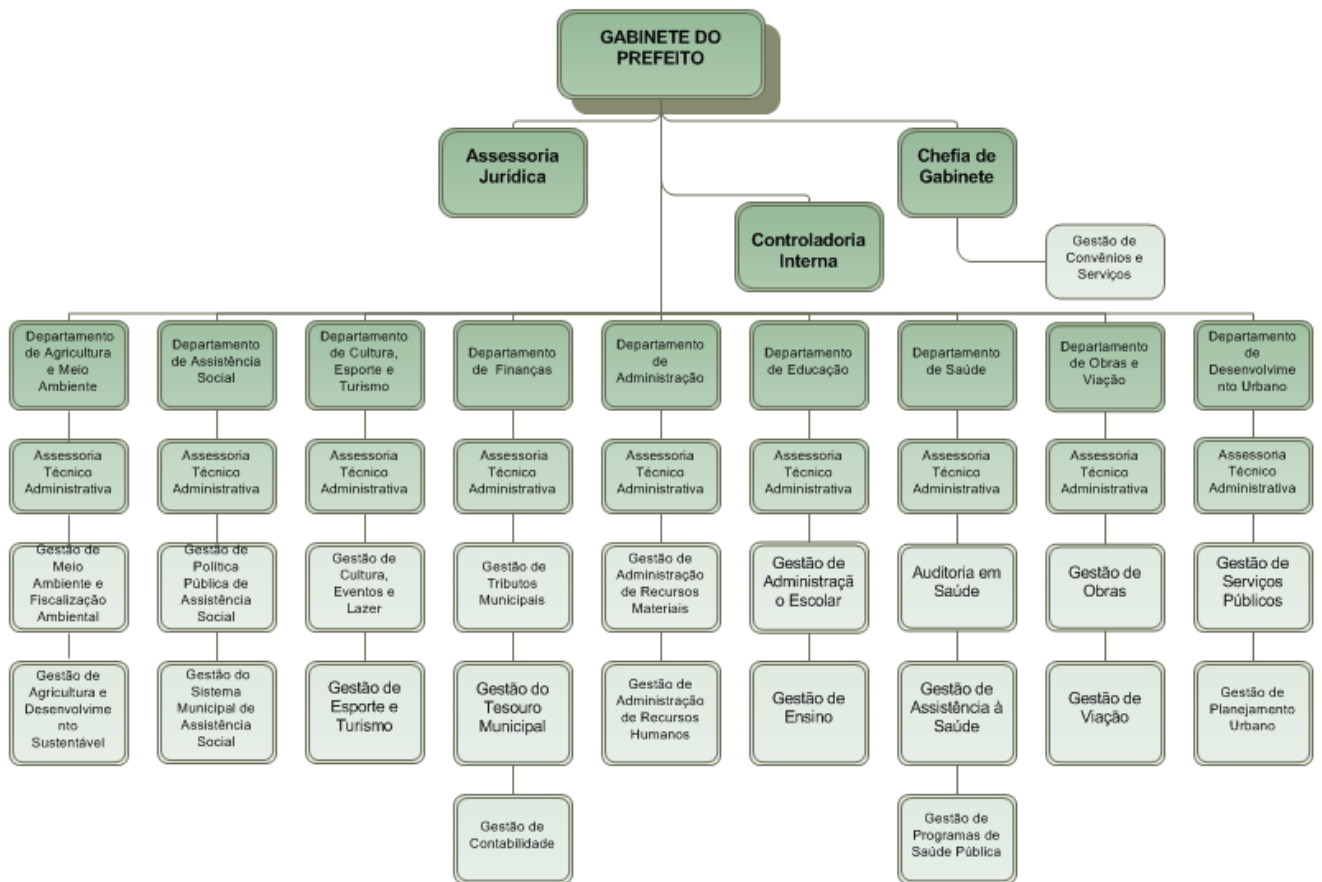 GABINETE DO
PREFEITO
Assessoria
Jurídica
Chefia de
Gabinete
Controladoria
Interna
Gestão de
Convênios e
Serviços
Departamento
de Agricultura
e Meio
Ambiente
Departamento
de Assistência
Social
Departamento
de Cultura,
Esporte e
Turismo
Departamento
de Finanças
Departamento
de
Administração
Departamento
de Educação
Departamento
de Saúde
Departamento
de Obras e
Viação
Departamento
de
Desenvolvime
nto Urbano
Assessoria
Técnico
Administrativa
Assessoria
Técnico
Administrativa
Assessoria
Técnico
Administrativa
Assessoria
Técnico
Administrativa
Assessoria
Técnico
Administrativa
Assessoria
Técnico
Administrativa
Assessoria
Técnico
Administrativa
Assessoria
Técnico
Administrativa
Assessoria
Técnico
Administrativa
Gestão de
Meio
Ambiente e
Fiscalização
Ambiental
Gestão de
Política
Pública de
Assistência
Social
Gestão de
Cultura,
Eventos e
Lazer
Gestão de
Tributos
Municipais
Gestão de
Administração
de Recursos
Materiais
Gestão de
Administraçã
o Escolar
Auditoria em
Saúde
Gestão de
Obras
Gestão de
Serviços
Públicos
Gestão de
Agricultura e
Desenvolvime
nto
Sustentável
Gestão do
Sistema
Municipal de
Assistência
Social
Gestão de
Esporte e
Turismo
Gestão do
Tesouro
Municipal
Gestão de
Administração
de Recursos
Humanos
Gestão de
Ensino
Gestão de
Assistência à
Saúde
Gestão de
Viação
Gestão de
Planejamento
Urbano
Gestão de
Contabilidade
Gestão de
Programas de
Saúde Pública